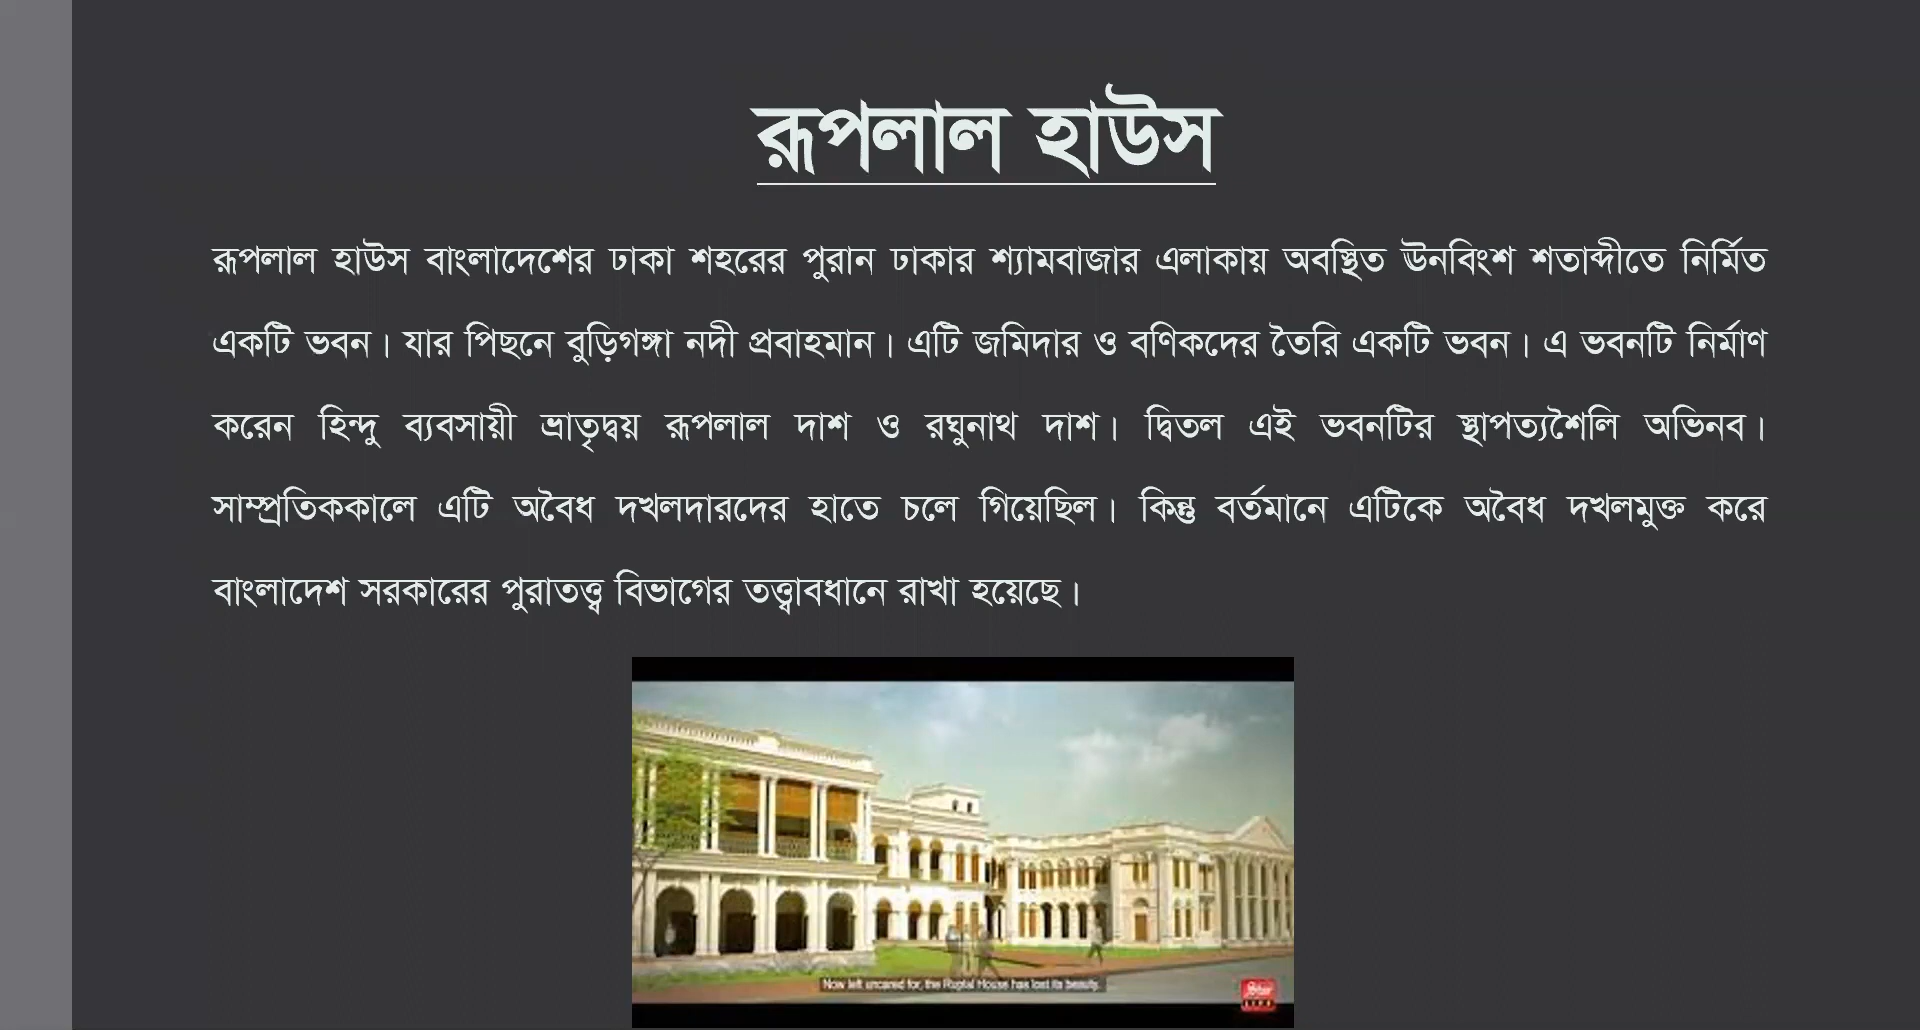 রূপলাল হাউস
রূপলাল হাউস বাংলাদেশের ঢাকা শহরের পুরান ঢাকার শ্যামবাজার এলাকায় অবস্থিত ঊনবিংশ শতাব্দীতে নির্মিত
একটি ভবন। যার পিছনে বুড়িগঙ্গা নদী প্রবাহমান। এটি জমিদার ও বণিকদের তৈরি একটি ভবন। এ ভবনটি নির্মাণ
করেন হিন্দু ব্যবসায়ী ভ্রাতৃদ্বয় রূপলাল দাশ ও রঘুনাথ দাশ। দ্বিতল এই ভবনটির স্থাপত্যশৈলি অভিনব।
সাম্প্রতিককালে এটি অবৈধ দখলদারদের হাতে চলে গিয়েছিল। কিন্তু বর্তমানে এটিকে অবৈধ দখলমুক্ত করে
বাংলাদেশ সরকারের পুরাতত্ত্ব বিভাগের তত্ত্বাবধানে রাখা হয়েছে।
Now left uncared for, the Ruplal House has lost its beauty.